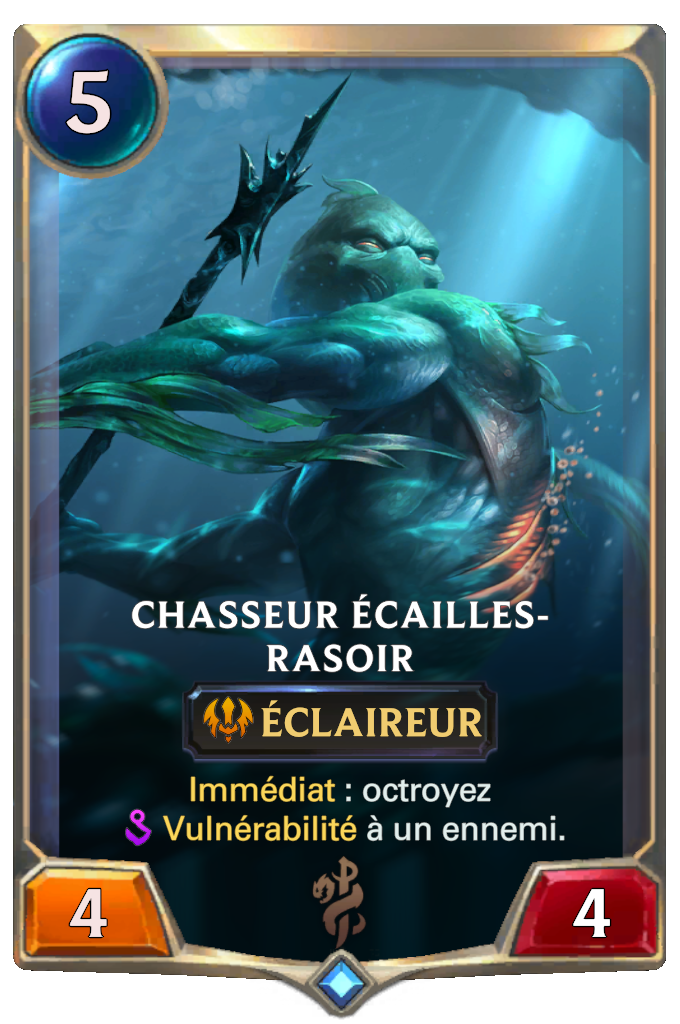 5
CHASSEUR ÉCAILLES-
RASOIR
ÉCLAIREUR
Immédiat : octroyez
Vulnérabilité à un ennemi.
4 4